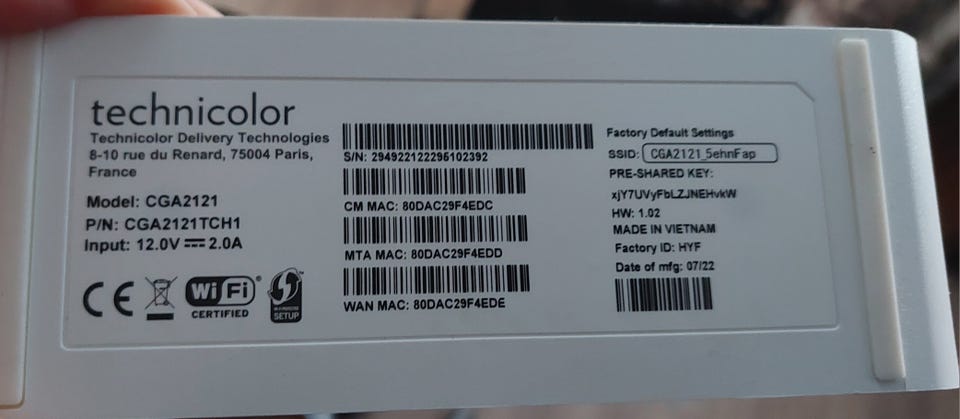 technicolor
Technicolor Delivery Technologies
8-10 rue du Renard, 75004 Paris,
France
Model: CGA2121
P/N: CGA2121TCH1
Input: 12.0V ⎓ 2.0A
CE
Wi Fi
CERTIFIED
SETUP
S/N: 294922122296102392
CM MAC: 80DAC29F4EDC
MTA MAC: 80DAC29F4EDD
WAN MAC: 80DAC29F4EDE
Factory Default Settings
SSID: CGA2121_5ehnFap
PRE-SHARED KEY:
xjY7UVyFbLZJNEHvkW
HW: 1.02
MADE IN VIETNAM
Factory ID: HYF
Date of mfg: 07/22